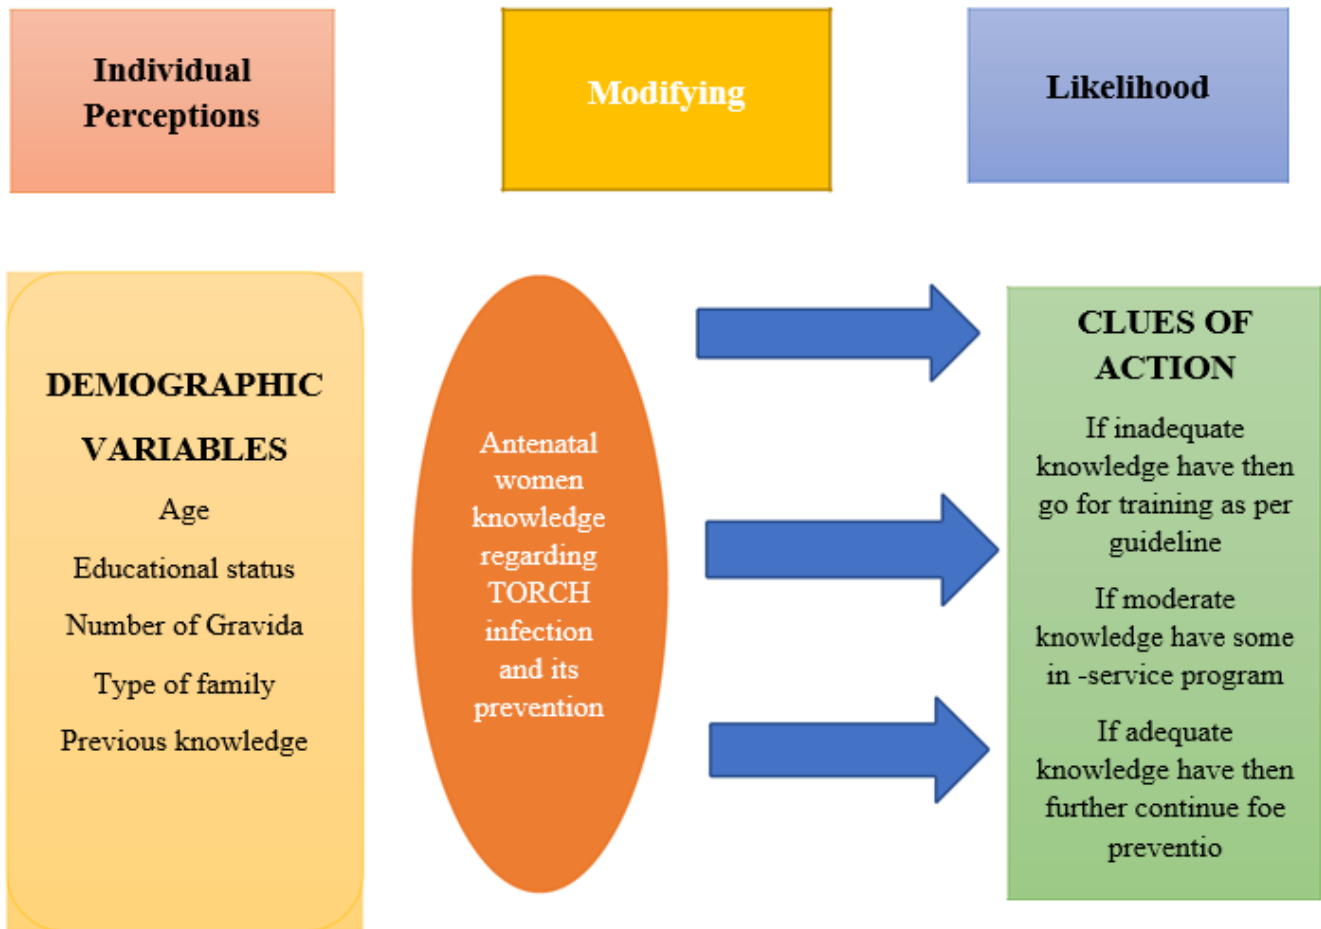 Individual
Perceptions
Modifying
Likelihood
DEMOGRAPHIC
VARIABLES
Age
Educational status
Number of Gravida
Type of family
Previous knowledge
Antenatal
women
knowledge
regarding
TORCH
infection
and its
prevention
CLUES OF
ACTION
If inadequate
knowledge have then
go for training as per
guideline
If moderate
knowledge have some
in -service program
If adequate
knowledge have then
further continue foe
preventio